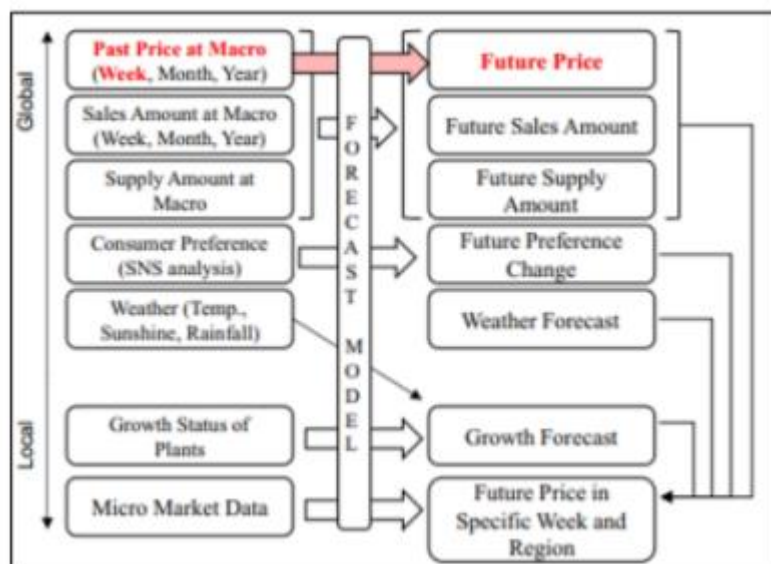 Global
Local
Past Price at Macro
(Week, Month, Year)
Sales Amount at Macro
(Week, Month, Year)
Supply Amount at
Macro
Consumer Preference
(SNS analysis)
Weather (Temp.,
Sunshine, Rainfall)
Growth Status of
Plants
Micro Market Data
FORECAST MODEL
Future Price
Future Sales Amount
Future Supply
Amount
Future Preference
Change
Weather Forecast
Growth Forecast
Future Price in
Specific Week and
Region